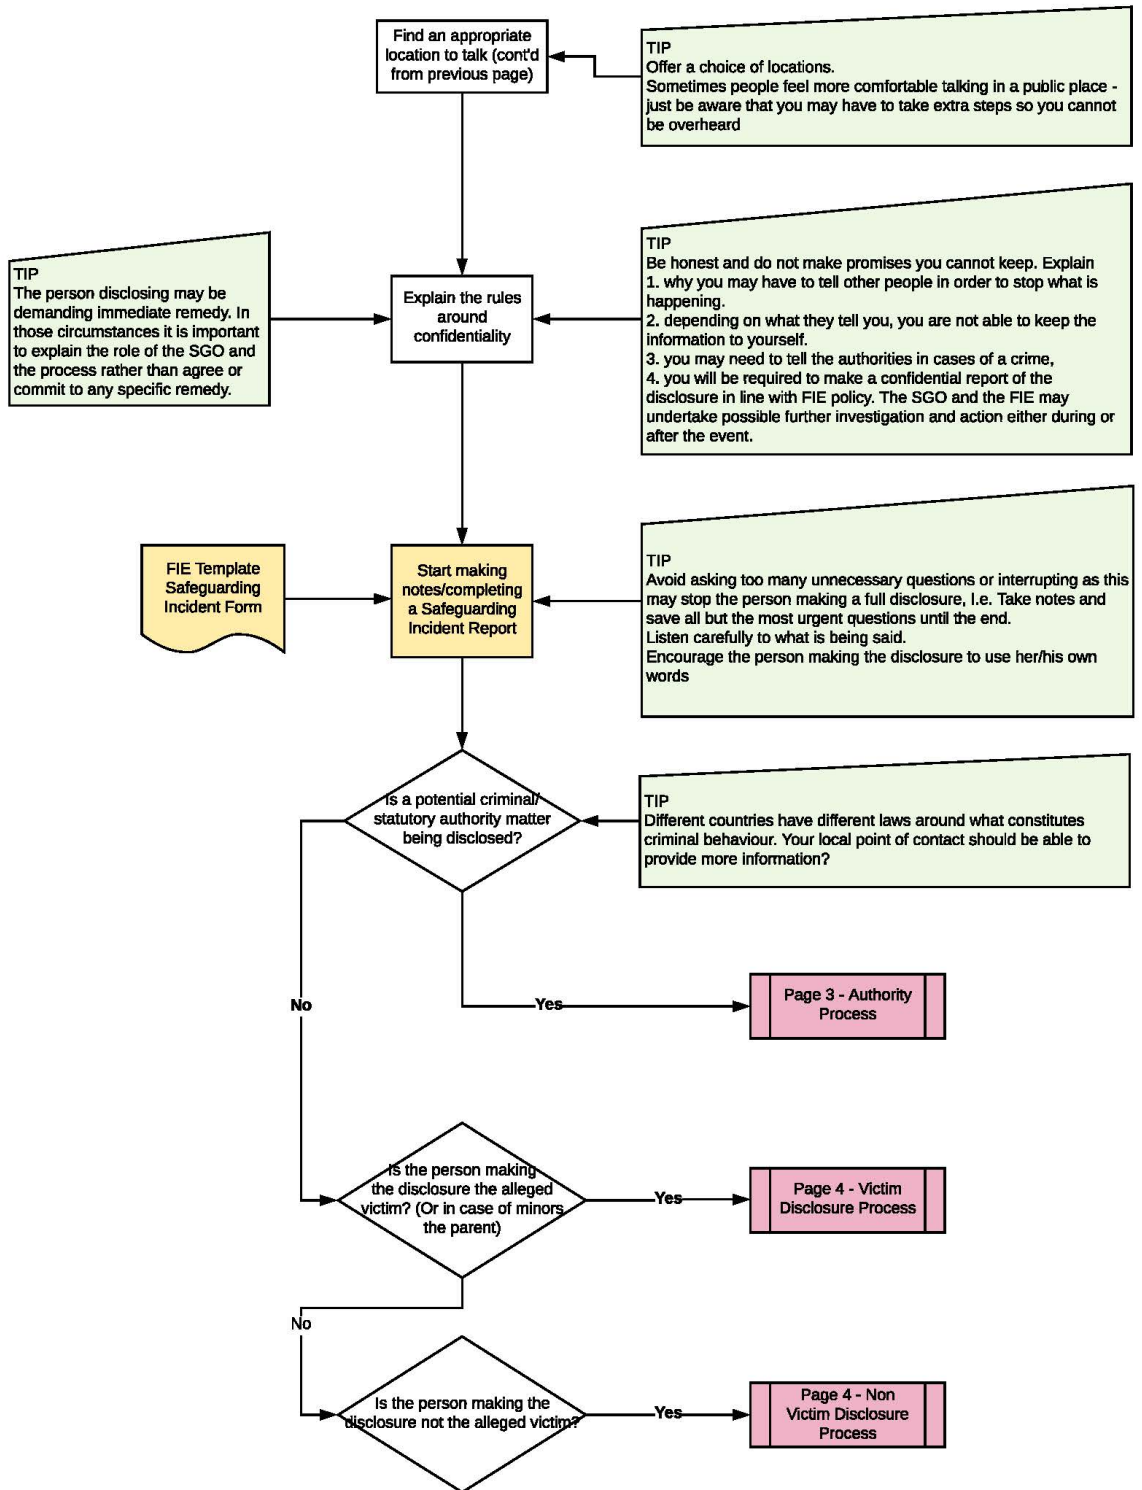 Find an appropriate
location to talk (cont'd
from previous page)
TIP
Offer a choice of locations.
Sometimes people feel more comfortable talking in a public place -
just be aware that you may have to take extra steps so you cannot
be overheard
TIP
The person disclosing may be
demanding immediate remedy. In
those circumstances it is important
to explain the role of the SGO and
the process rather than agree or
commit to any specific remedy.
Explain the rules
around
confidentiality
TIP
Be honest and do not make promises you cannot keep. Explain
1. why you may have to tell other people in order to stop what is
happening.
2. depending on what they tell you, you are not able to keep the
information to yourself.
3. you may need to tell the authorities in cases of a crime,
4. you will be required to make a confidential report of the
disclosure in line with FIE policy. The SGO and the FIE may
undertake possible further investigation and action either during or
after the event.
FIE Template
Safeguarding
Incident Form
Start making
notes/completing
a Safeguarding
Incident Report
TIP
Avoid asking too many unnecessary questions or interrupting as this
may stop the person making a full disclosure, I.e. Take notes and
save all but the most urgent questions until the end.
Listen carefully to what is being said.
Encourage the person making the disclosure to use her/his own
words
Is a potential criminal/
statutory authority matter
being disclosed?
TIP
Different countries have different laws around what constitutes
criminal behaviour. Your local point of contact should be able to
provide more information?
No
Yes
Page 3 - Authority
Process
Is the person making
the disclosure the alleged
victim? (Or in case of minors
the parent)
Yes
Page 4 - Victim
Disclosure Process
No
Is the person making the
disclosure not the alleged victim?
Yes
Page 4 - Non
Victim Disclosure
Process